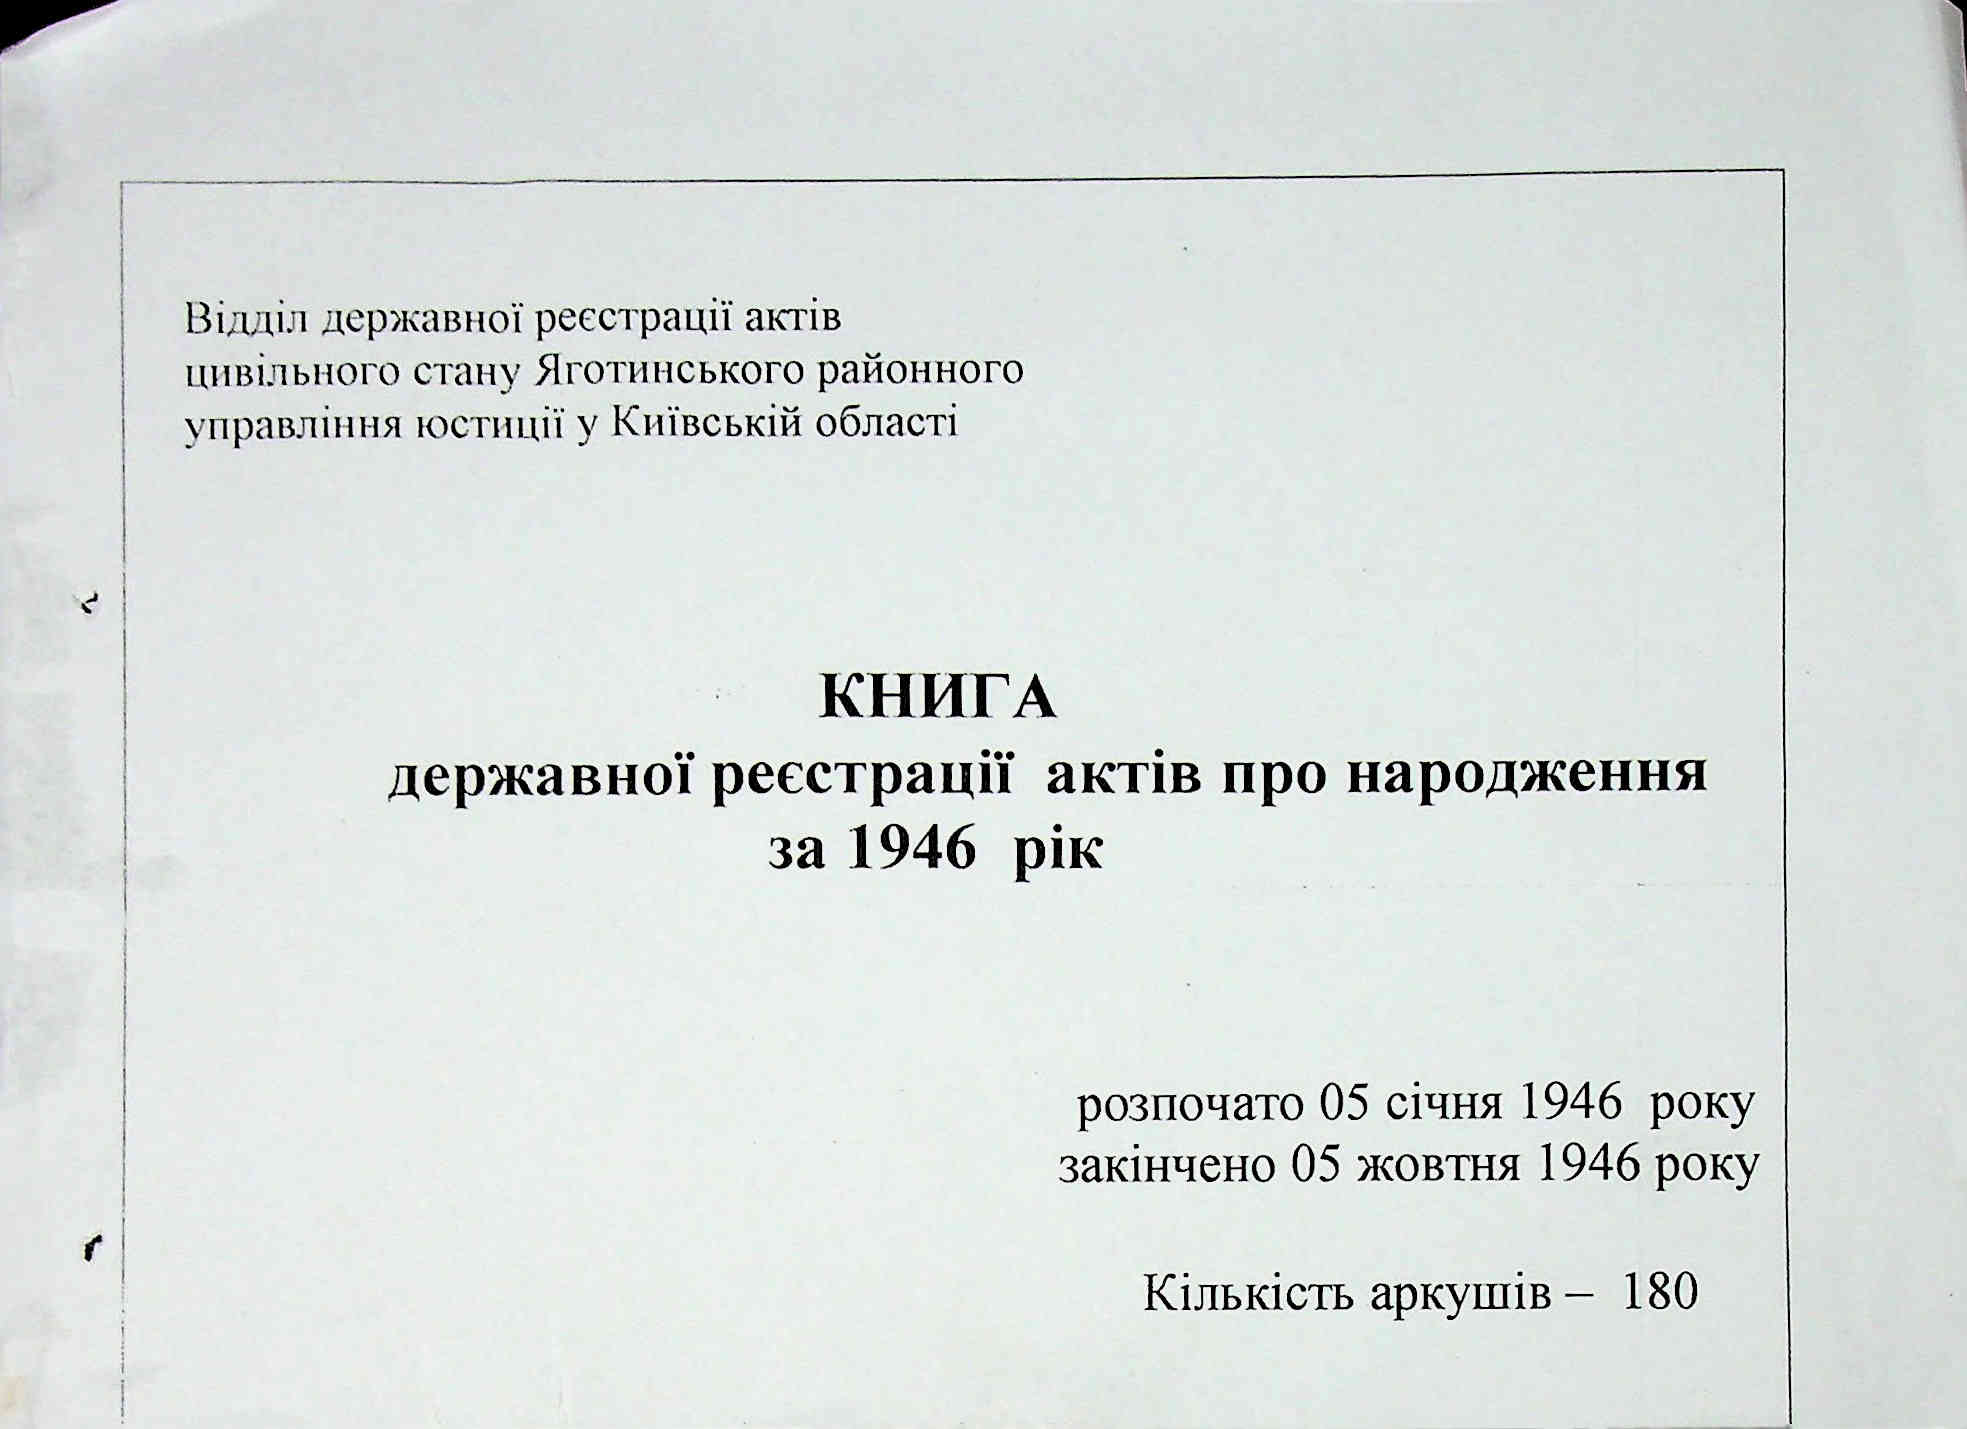 Відділ державної реєстрації актів
цивільного стану Яготинського районного
управління юстиції у Київській області
КНИГА
державної реєстрації актів про народження
за 1946 рік
розпочато 05 січня 1946 року
закінчено 05 жовтня 1946 року
Кількість аркушів – 180